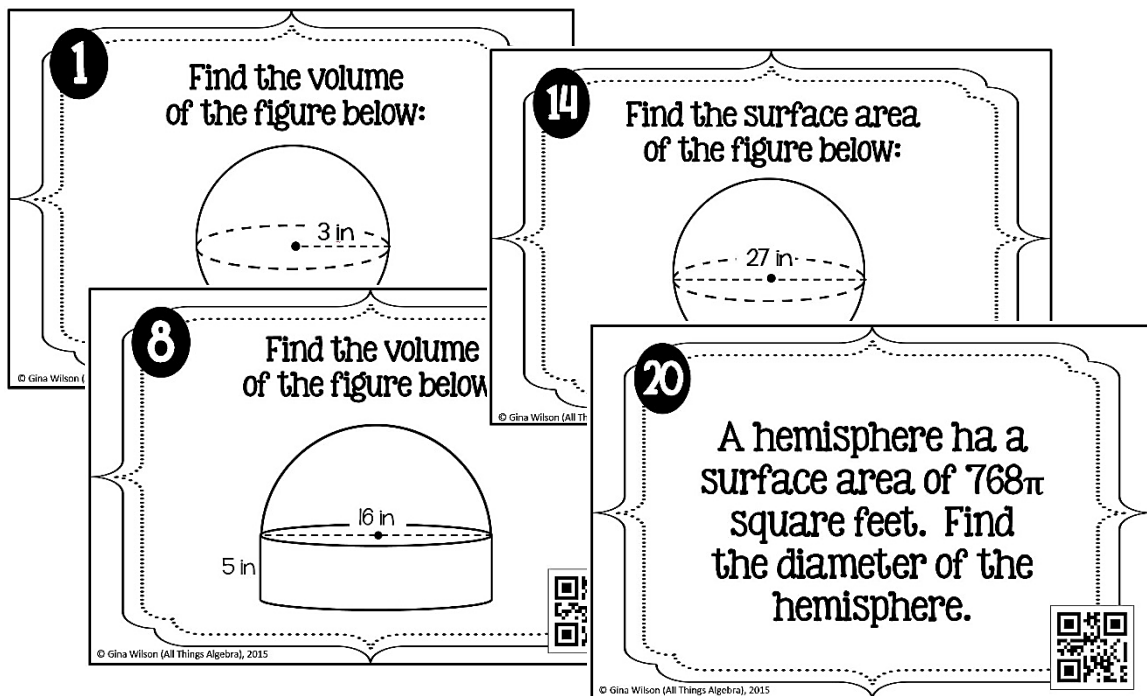 1
Find the volume
of the figure below:
3 in
© Gina Wilson (
14
Find the surface area
of the figure below:
27 in
© Gina Wilson (All Th
8
Find the volume
of the figure below
16 in
5 in
© Gina Wilson (All Things Algebra), 2015
20
A hemisphere ha a
surface area of 768π
square feet. Find
the diameter of the
hemisphere.
© Gina Wilson (All Things Algebra), 2015